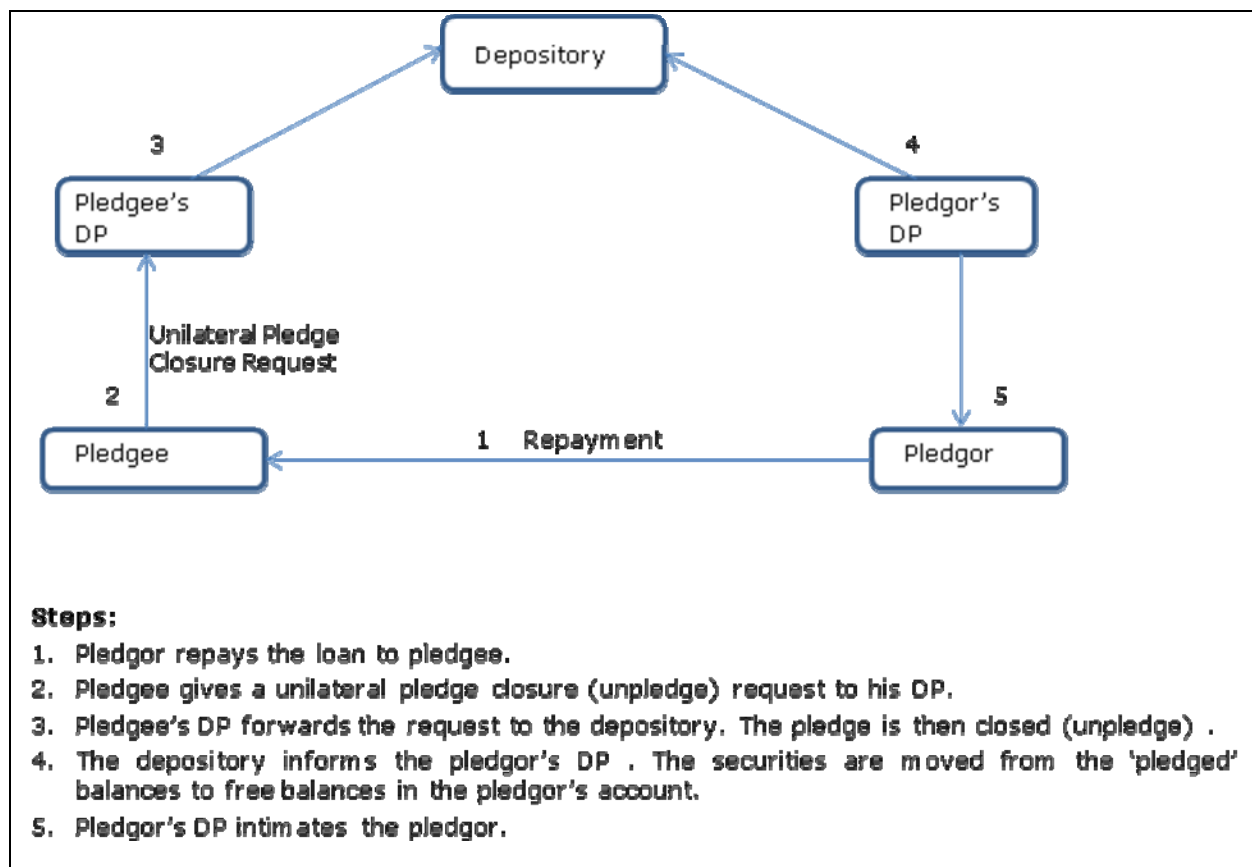 Depository
3
4
Pledgee's
DP
Pledgor's
DP
Unilateral Pledge
Closure Request
2
5
Pledgee
1 Repayment
Pledgor
Steps:
1. Pledgor repays the loan to pledgee.
2. Pledgee gives a unilateral pledge closure (unpledge) request to his DP.
3. Pledgee's DP forwards the request to the depository. The pledge is then closed (unpledge) .
4. The depository informs the pledgor's DP . The securities are moved from the 'pledged'
balances to free balances in the pledgor's account.
5. Pledgor's DP intimates the pledgor.